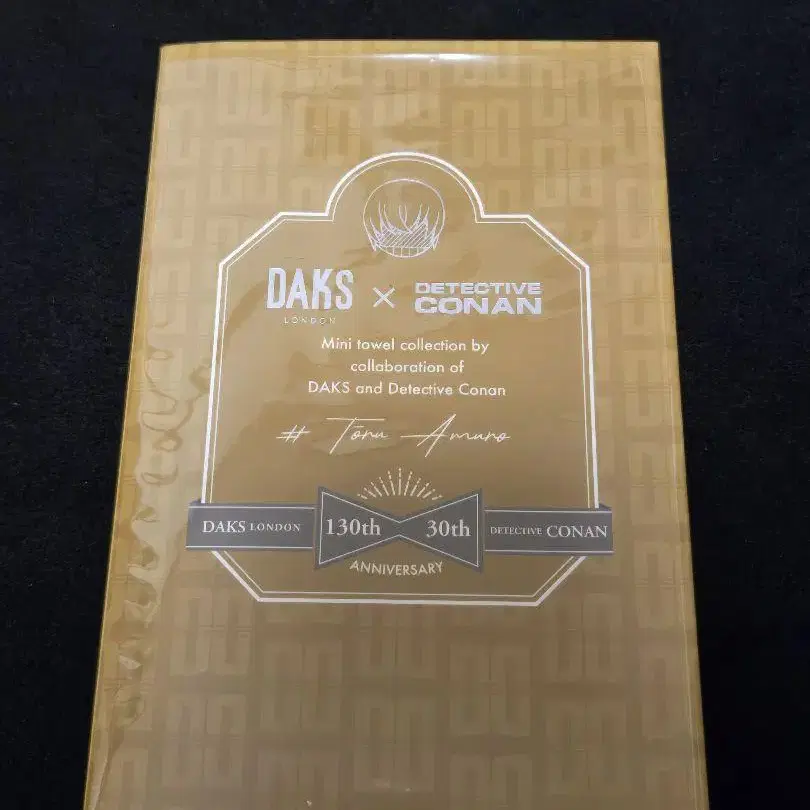 DAKS × DETECTIVE CONAN
LONDON
Mini towel collection by
collaboration of
DAKS and Detective Conan
# Toru Amuro
DAKS LONDON 130th 30th DETECTIVE CONAN
ANNIVERSARY